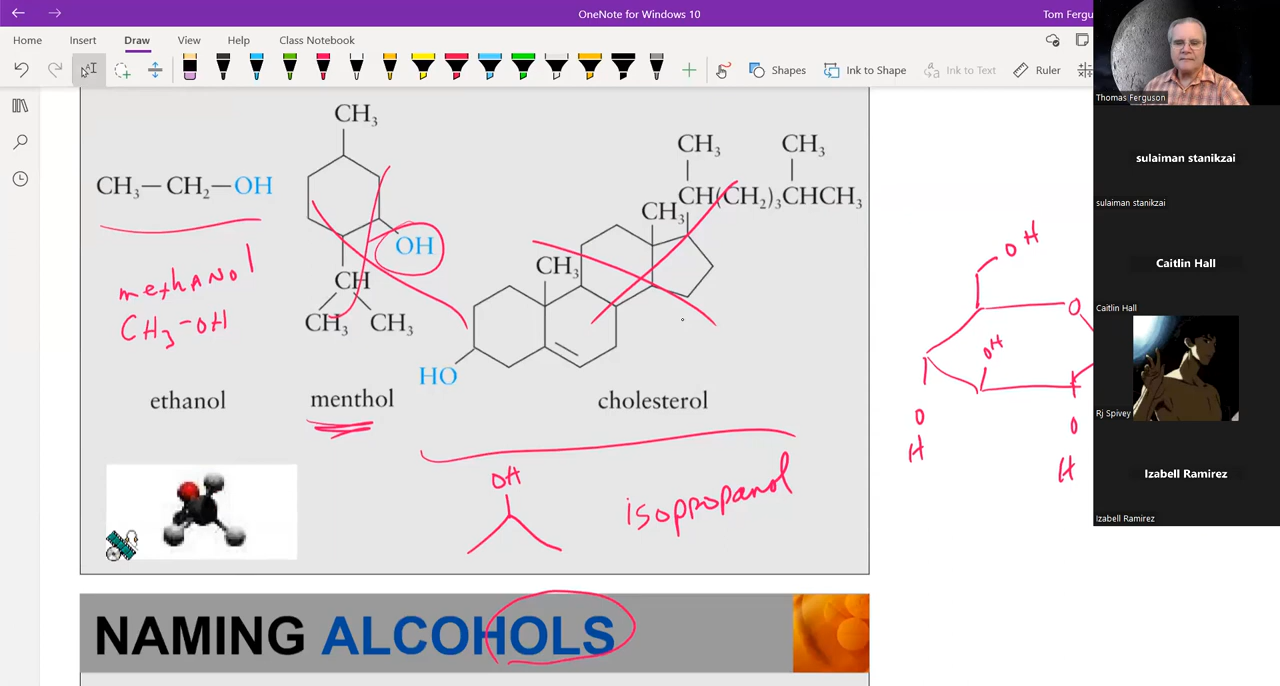 OneNote for Windows 10
Tom Fergu
Home Insert Draw View Help Class Notebook
Shapes Ink to Shape Ink to Text Ruler
CH3
CH3—CH2—OH
OH
CH
CH3 CH3
methanol
CH3-OH
ethanol
menthol
CH3 CH3
CH(CH2)3CHCH3
CH3
CH3
HO
cholesterol
OH
isoppropanol
OH
O
OH
O
H
O
H
NAMING ALCOHOLS
Thomas Ferguson
sulaiman stanikzai
sulaiman stanikzai
Caitlin Hall
Caitlin Hall
Rj Spivey
Izabell Ramirez
Izabell Ramirez